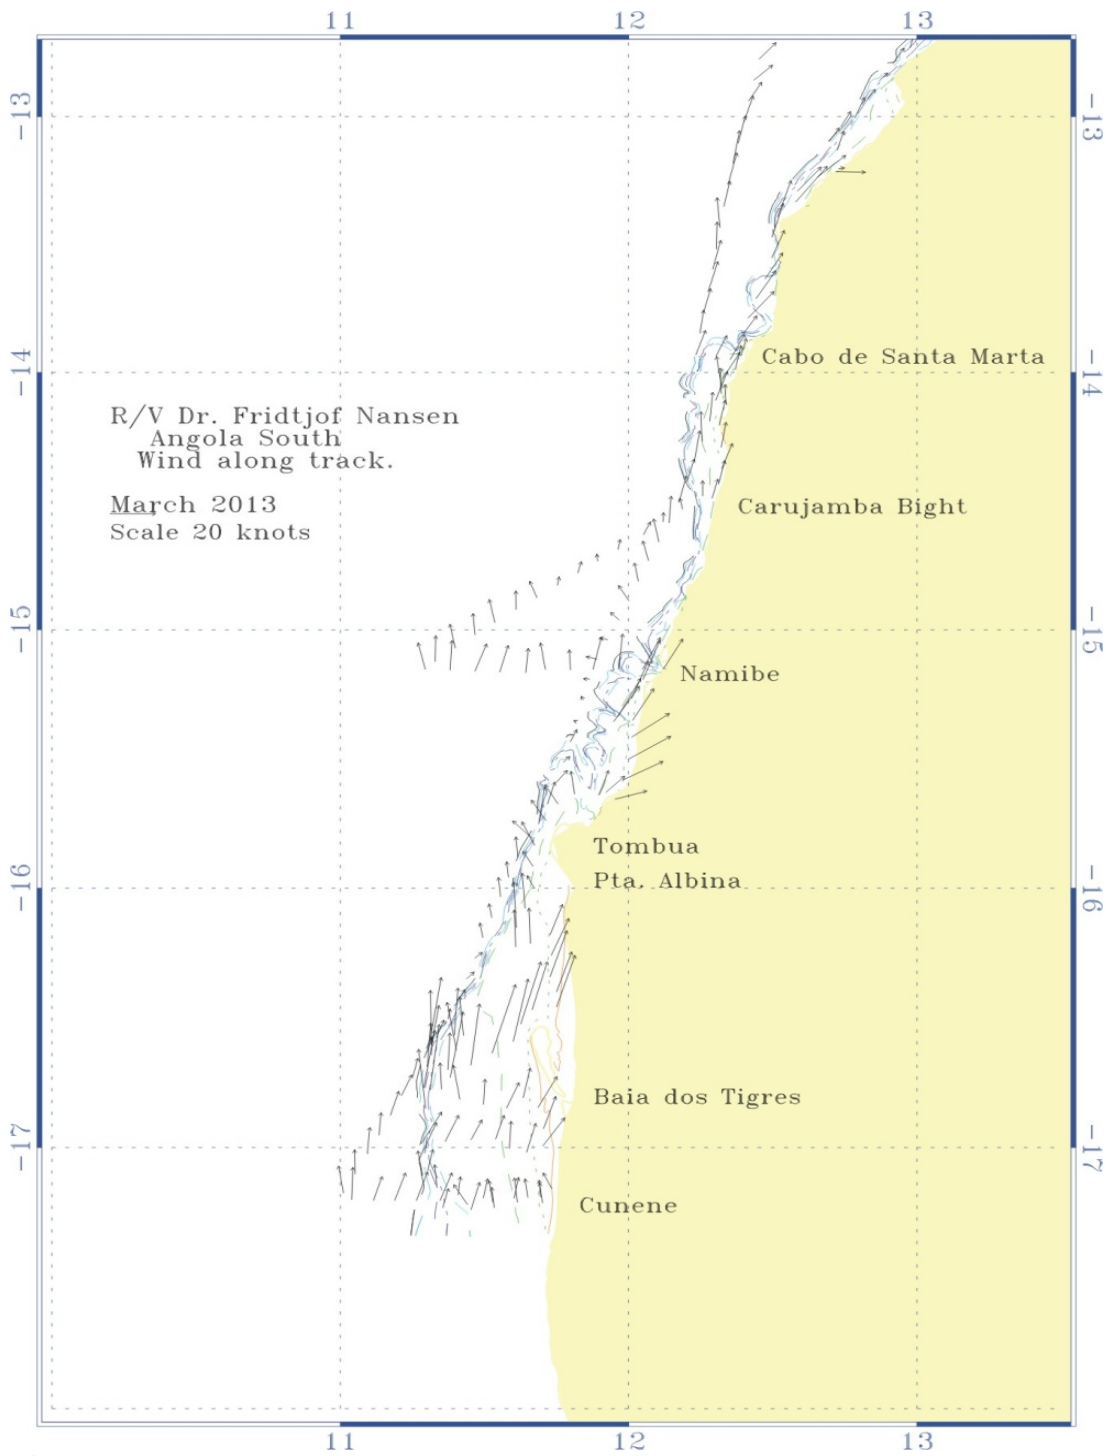 11 12 13
-13 -13
-14 Cabo de Santa Marta -14
R/V Dr. Fridtjof Nansen
Angola South
Wind along track.
March 2013
Scale 20 knots
Carujamba Bight
-15 -15
Namibe
Tombua
-16 Pta. Albina -16
Baia dos Tigres
-17 -17
Cunene
11 12 13